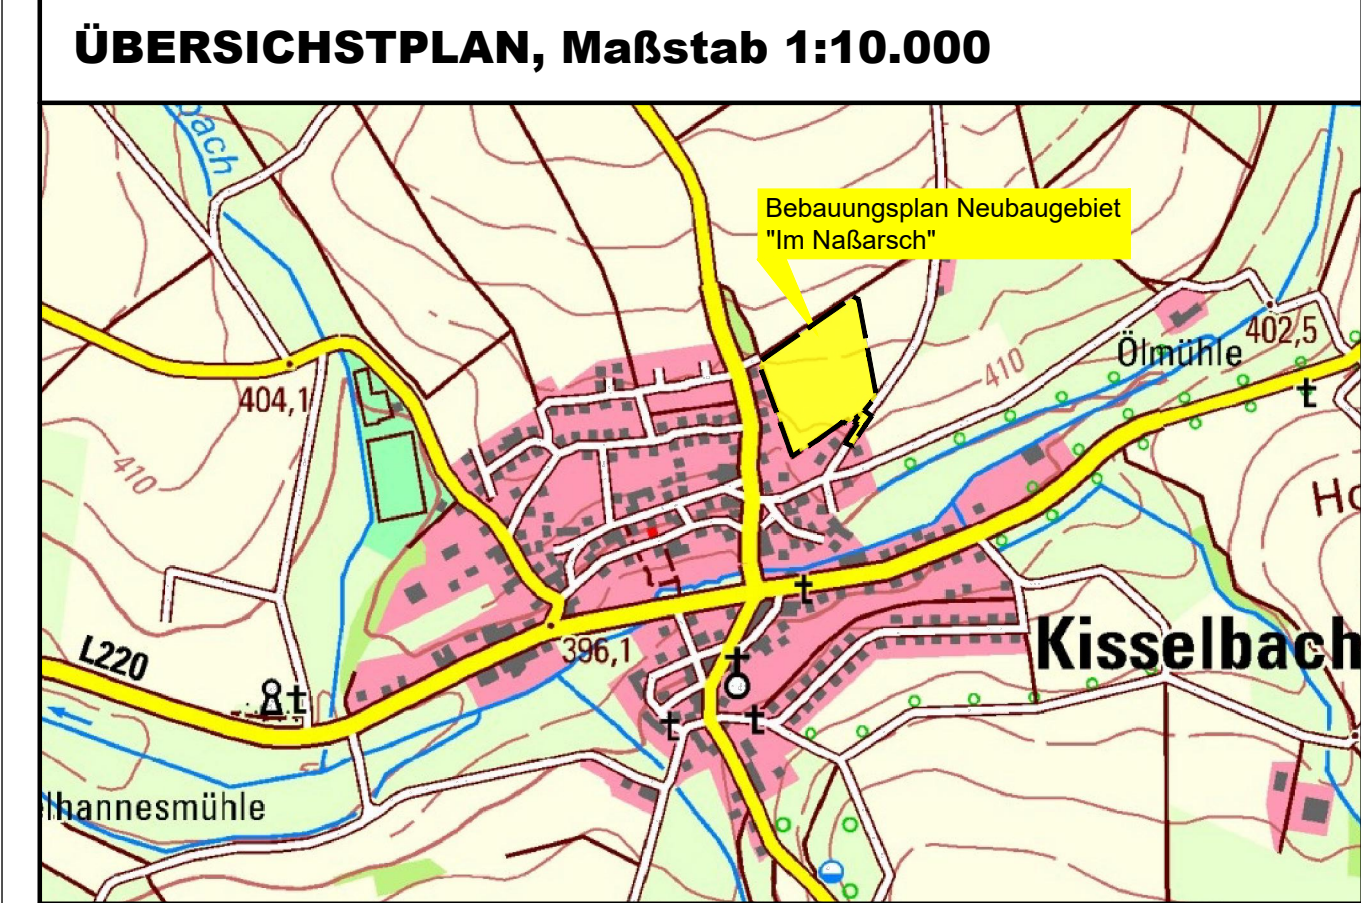 ÜBERSICHSTPLAN, Maßstab 1:10.000
bach
Bebauungsplan Neubaugebiet
"Im Naßarsch"
402,5
Ölmühle
410
404,1
410
Ho
396,1
Kisselbach
L220
lhannesmühle